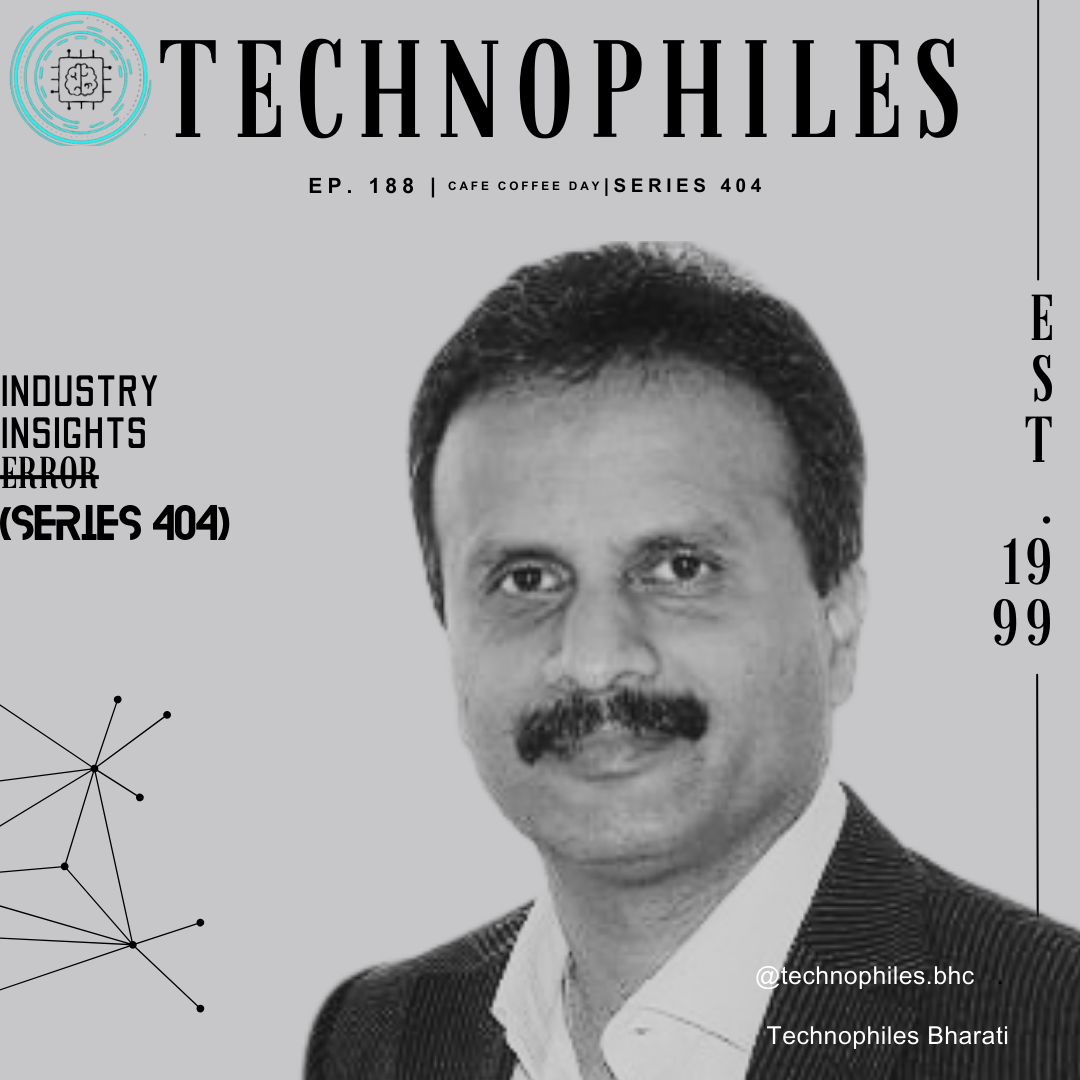 TECHNOPHILES
EP. 188 | CAFE COFFEE DAY|SERIES 404
INDUSTRY
INSIGHTS
ERROR
(SERIES 404)
E
S
T
.
19
99
@technophiles.bhc
Technophiles Bharati